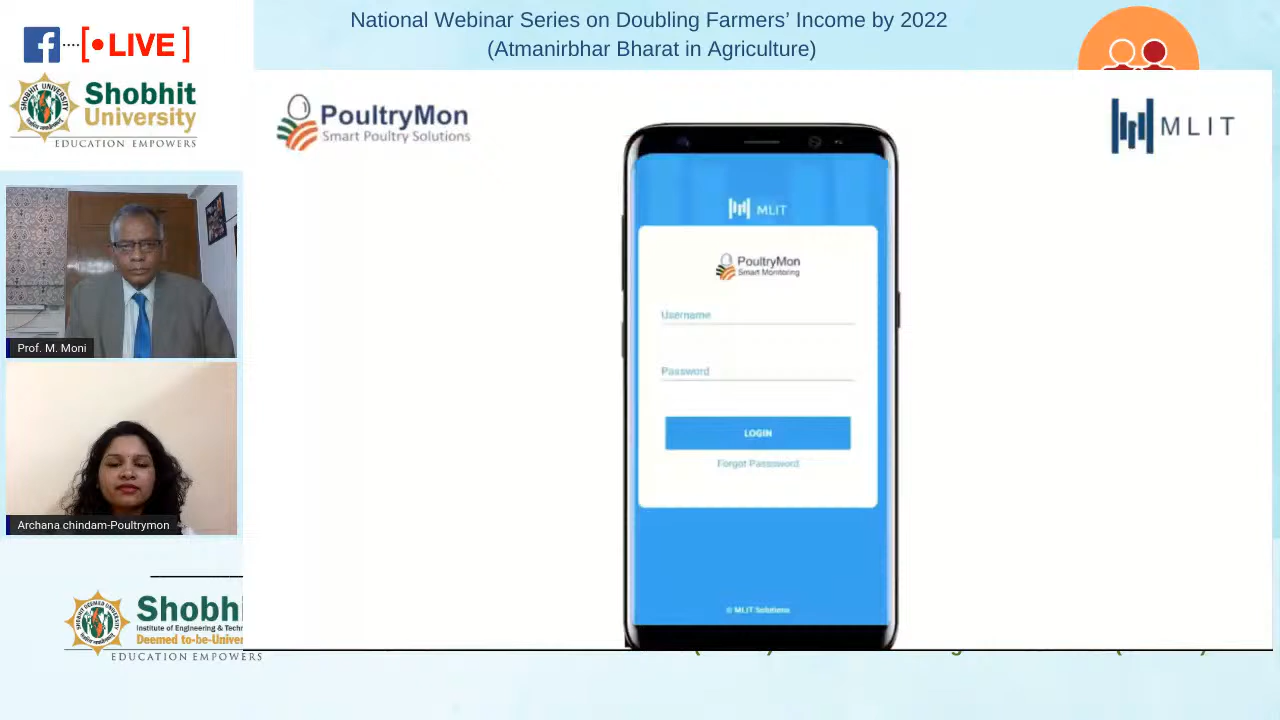 National Webinar Series on Doubling Farmers’ Income by 2022
(Atmanirbhar Bharat in Agriculture)
LIVE
Shobhit
University
EDUCATION EMPOWERS
PoultryMon
Smart Poultry Solutions
MLIT
MLIT
PoultryMon
Smart Monitoring
Username
Password
LOGIN
Forgot Password
© MLIT Solutions
Prof. M. Moni
Archana chindam-Poultrymon
Shobhi
Institute of Engineering & Techn
Deemed to-be-Univer
EDUCATION EMPOWERS